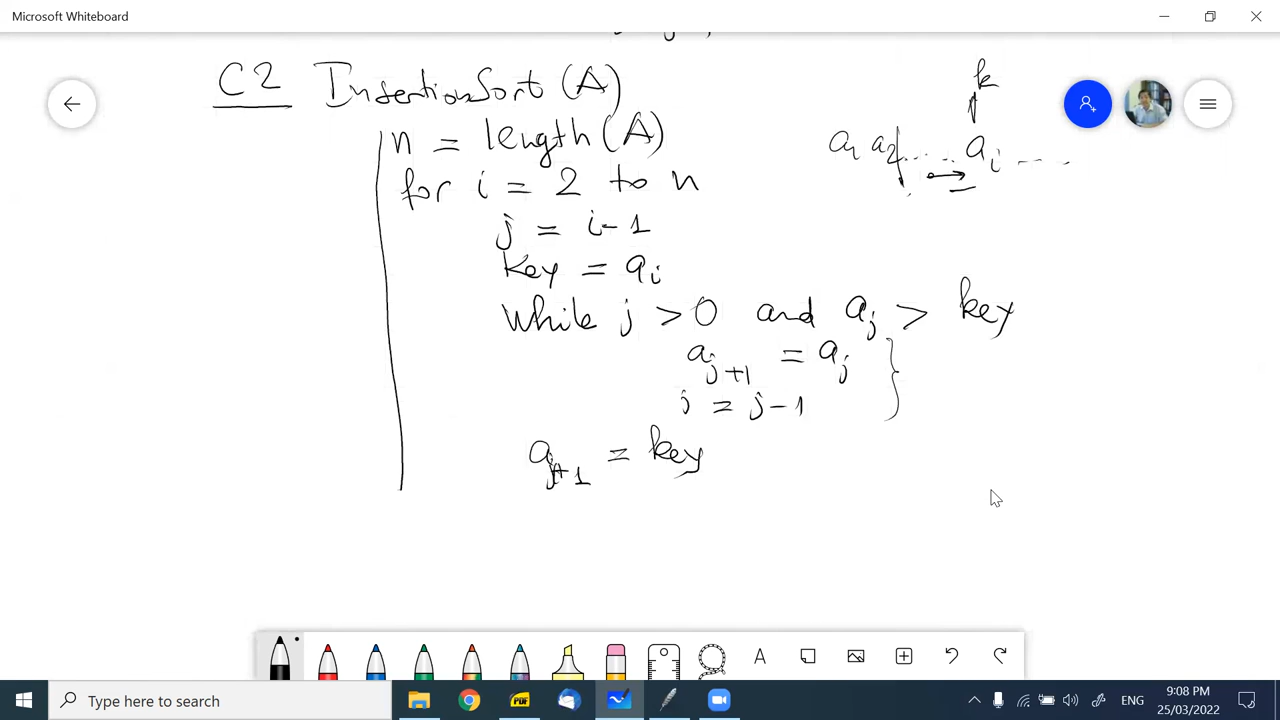 Microsoft Whiteboard
C2 InsertionSort (A)
n = length (A)
for i = 2 to n
j = i-1
key = ai
While j > 0 and aj > key
aj+1 = aj
j = j-1
aj+1 = key
k
a1 a2 ..... ai ....
Type here to search
PDF
ENG
9:08 PM
25/03/2022